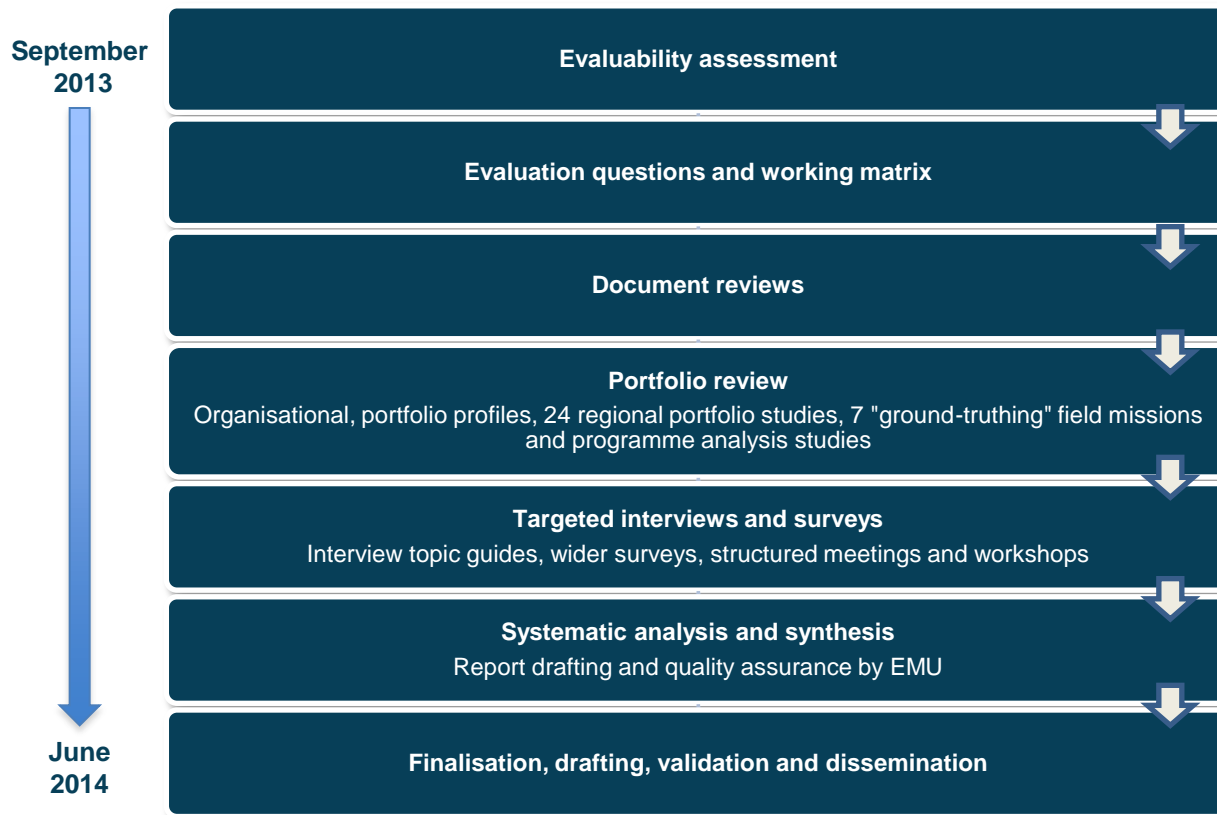 September
2013
Evaluability assessment
Evaluation questions and working matrix
Document reviews
Portfolio review
Organisational, portfolio profiles, 24 regional portfolio studies, 7 "ground-truthing" field missions
and programme analysis studies
Targeted interviews and surveys
Interview topic guides, wider surveys, structured meetings and workshops
Systematic analysis and synthesis
Report drafting and quality assurance by EMU
June
2014
Finalisation, drafting, validation and dissemination